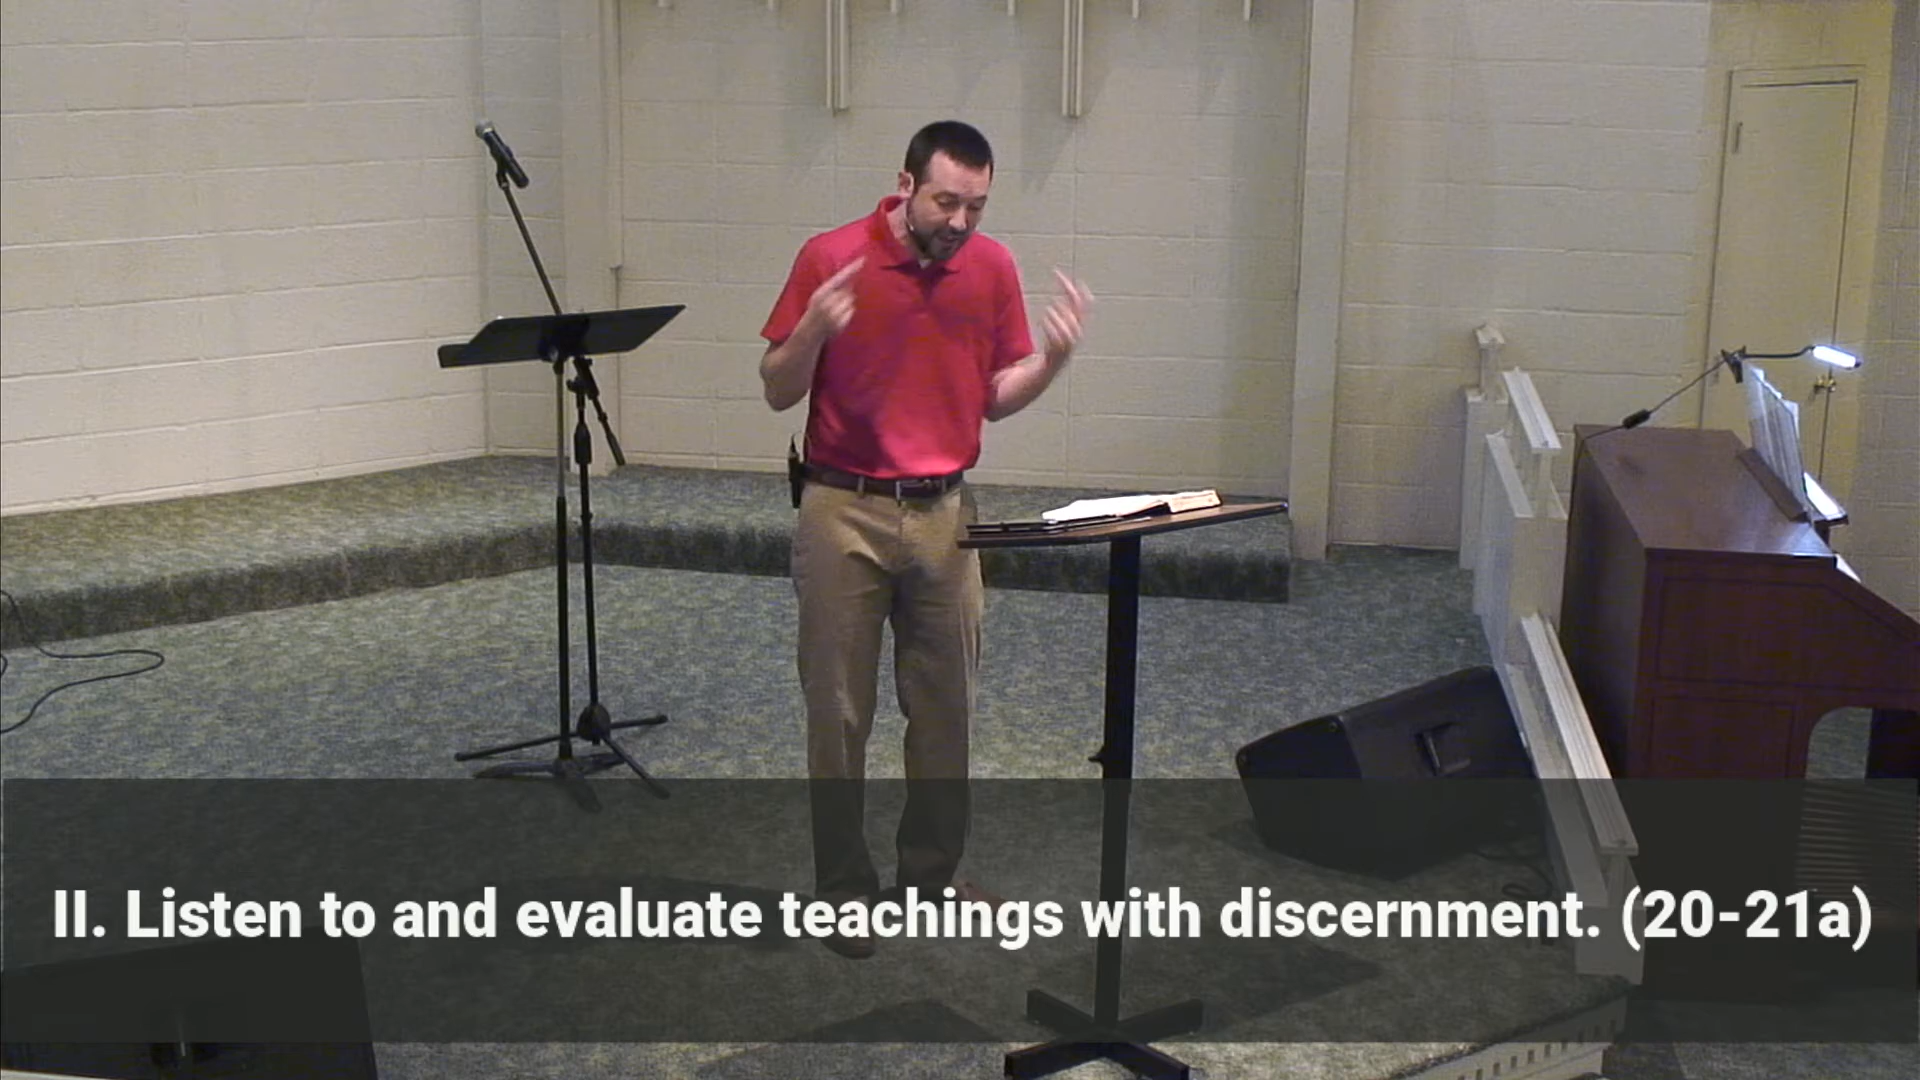 II. Listen to and evaluate teachings with discernment. (20-21a)